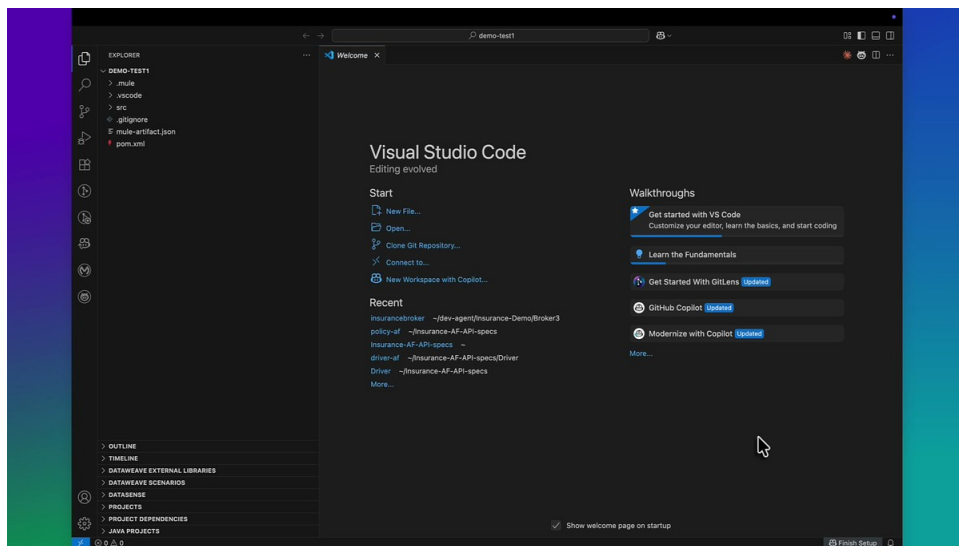 demo-test1
EXPLORER
Welcome
DEMO-TEST1
.mule
.vscode
src
.gitignore
mule-artifact.json
pom.xml
Visual Studio Code
Editing evolved
Start
New File...
Open...
Clone Git Repository...
Connect to...
New Workspace with Copilot...
Recent
insurancebroker ~/dev-agent/Insurance-Demo/Broker3
policy-af ~/Insurance-AF-API-specs
Insurance-AF-API-specs ~
driver-af ~/Insurance-AF-API-specs/Driver
Driver ~/Insurance-AF-API-specs
More...
Walkthroughs
Get started with VS Code
Customize your editor, learn the basics, and start coding
Learn the Fundamentals
Get Started With GitLens Updated
GitHub Copilot Updated
Modernize with Copilot Updated
More...
OUTLINE
TIMELINE
DATAWEAVE EXTERNAL LIBRARIES
DATAWEAVE SCENARIOS
DATASENSE
PROJECTS
PROJECT DEPENDENCIES
JAVA PROJECTS
Show welcome page on startup
0 0
Finish Setup